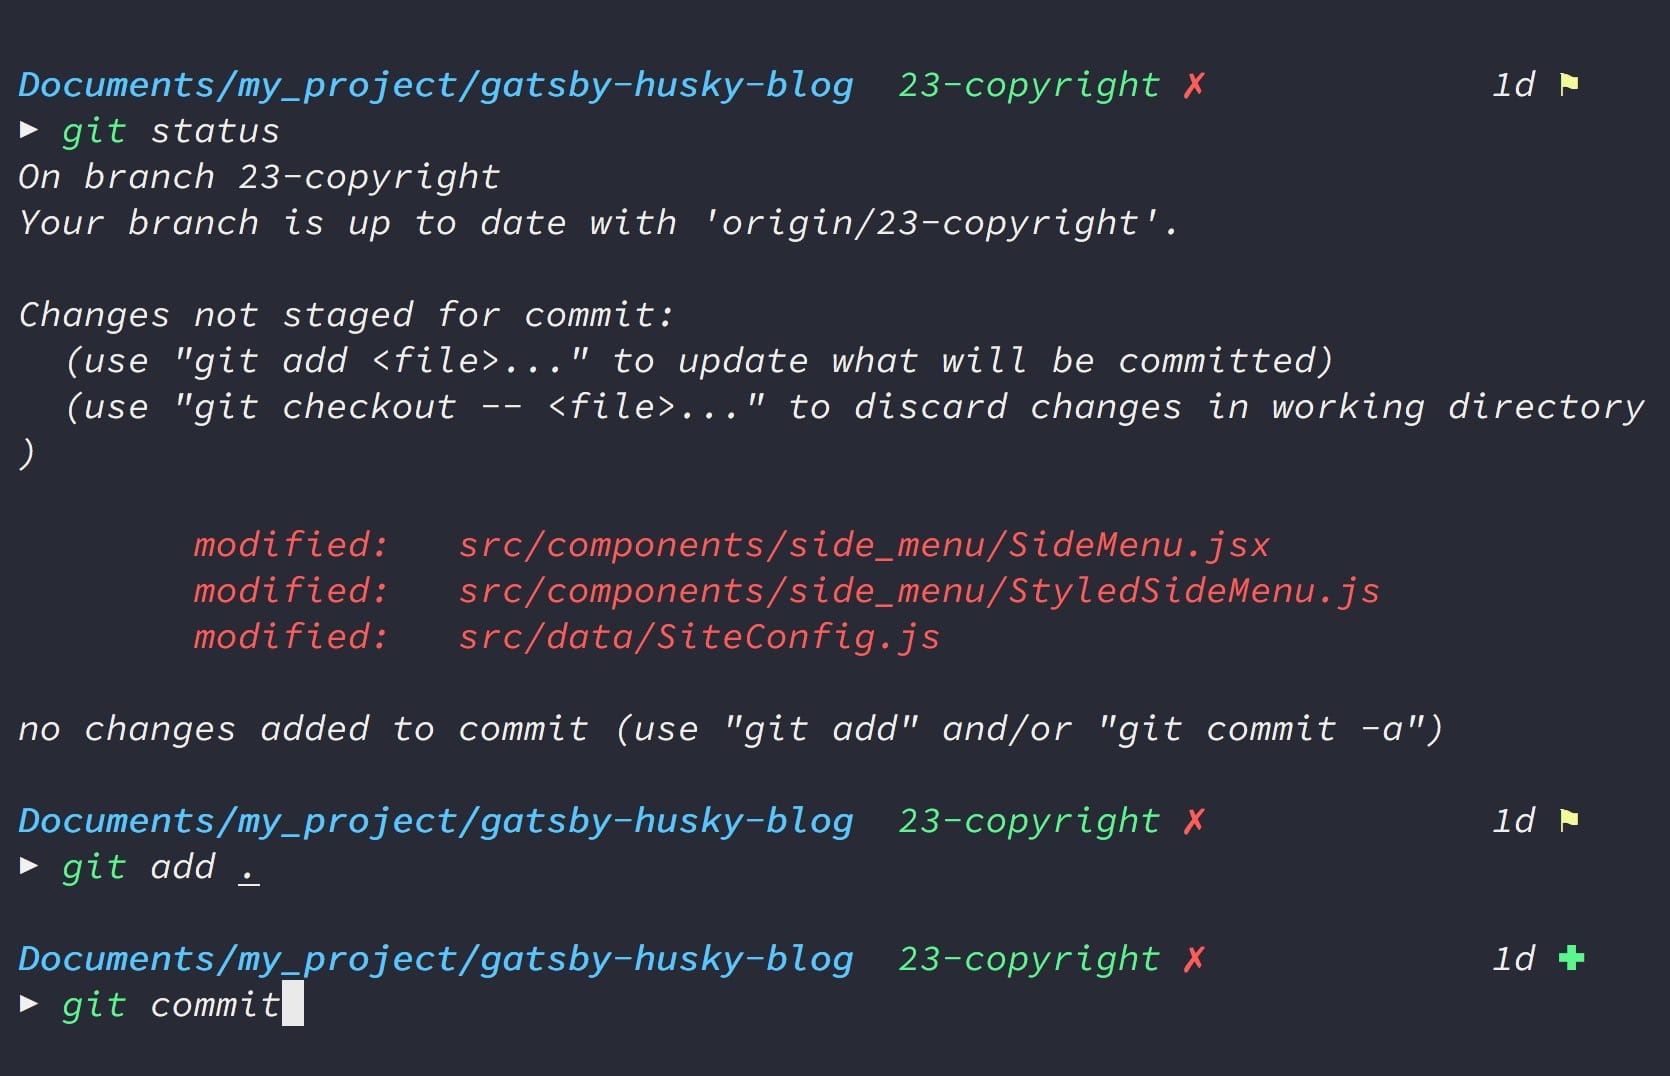 Documents/my_project/gatsby-husky-blog  23-copyright ✗ 1d ⚑
▶ git status
On branch 23-copyright
Your branch is up to date with 'origin/23-copyright'.
Changes not staged for commit:
  (use "git add <file>..." to update what will be committed)
  (use "git checkout -- <file>..." to discard changes in working directory
)
        modified:   src/components/side_menu/SideMenu.jsx
        modified:   src/components/side_menu/StyledSideMenu.js
        modified:   src/data/SiteConfig.js
no changes added to commit (use "git add" and/or "git commit -a")
Documents/my_project/gatsby-husky-blog  23-copyright ✗ 1d ⚑
▶ git add .
Documents/my_project/gatsby-husky-blog  23-copyright ✗ 1d ✚
▶ git commit